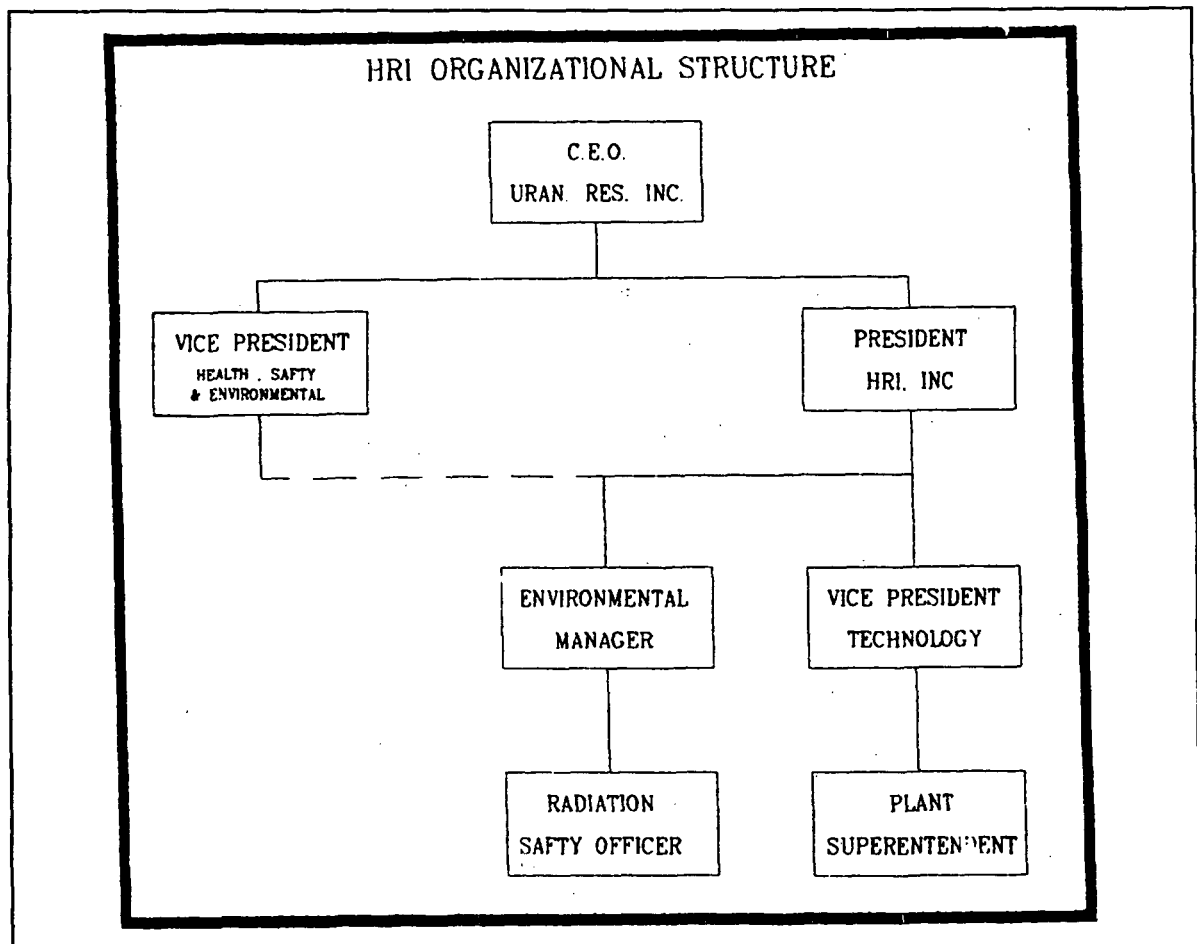 HRI ORGANIZATIONAL STRUCTURE
C.E.O.
URAN. RES. INC.
VICE PRESIDENT
HEALTH , SAFTY
& ENVIRONMENTAL
PRESIDENT
HRI, INC
ENVIRONMENTAL
MANAGER
VICE PRESIDENT
TECHNOLOGY
RADIATION
SAFTY OFFICER
PLANT
SUPERENTENDENT